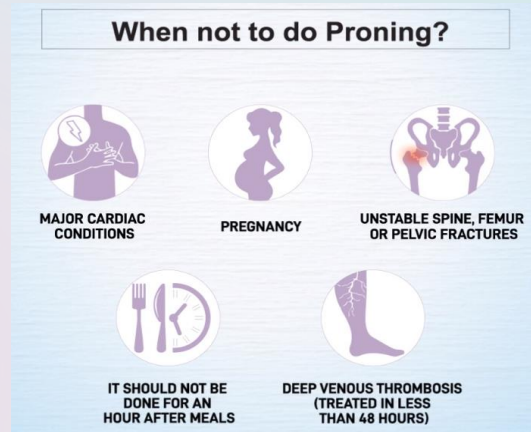 When not to do Proning?
MAJOR CARDIAC
CONDITIONS
PREGNANCY
UNSTABLE SPINE, FEMUR
OR PELVIC FRACTURES
IT SHOULD NOT BE
DONE FOR AN
HOUR AFTER MEALS
DEEP VENOUS THROMBOSIS
(TREATED IN LESS
THAN 48 HOURS)